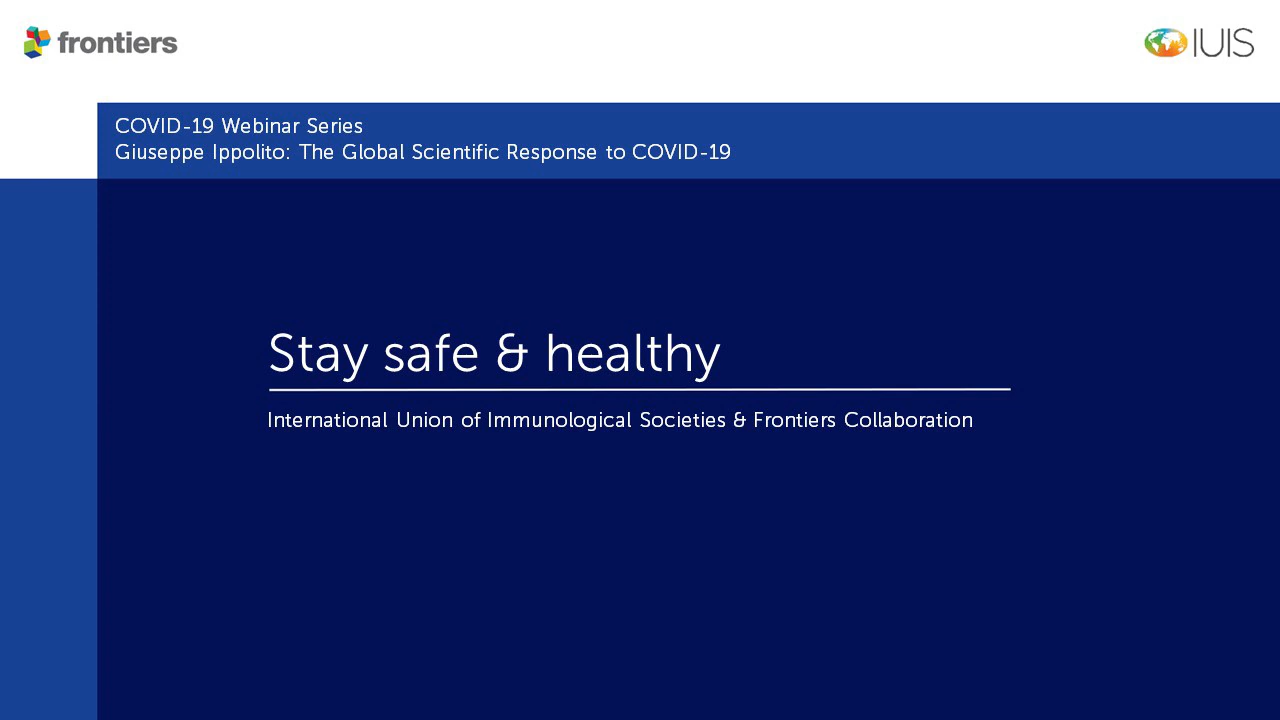 frontiers
IUIS
COVID-19 Webinar Series
Giuseppe Ippolito: The Global Scientific Response to COVID-19
Stay safe & healthy
International Union of Immunological Societies & Frontiers Collaboration